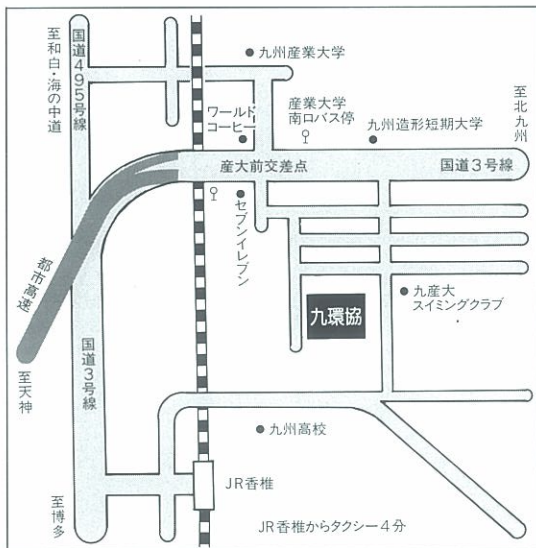 至和白・海の中道
国道495号線
九州産業大学
ワールド
コーヒー
産業大学
南口バス停
九州造形短期大学
至北九州
産大前交差点
国道3号線
セブンイレブン
都市高速
至天神
国道3号線
九環協
九産大
スイミングクラブ
九州高校
至博多
JR香椎
JR香椎からタクシー4分